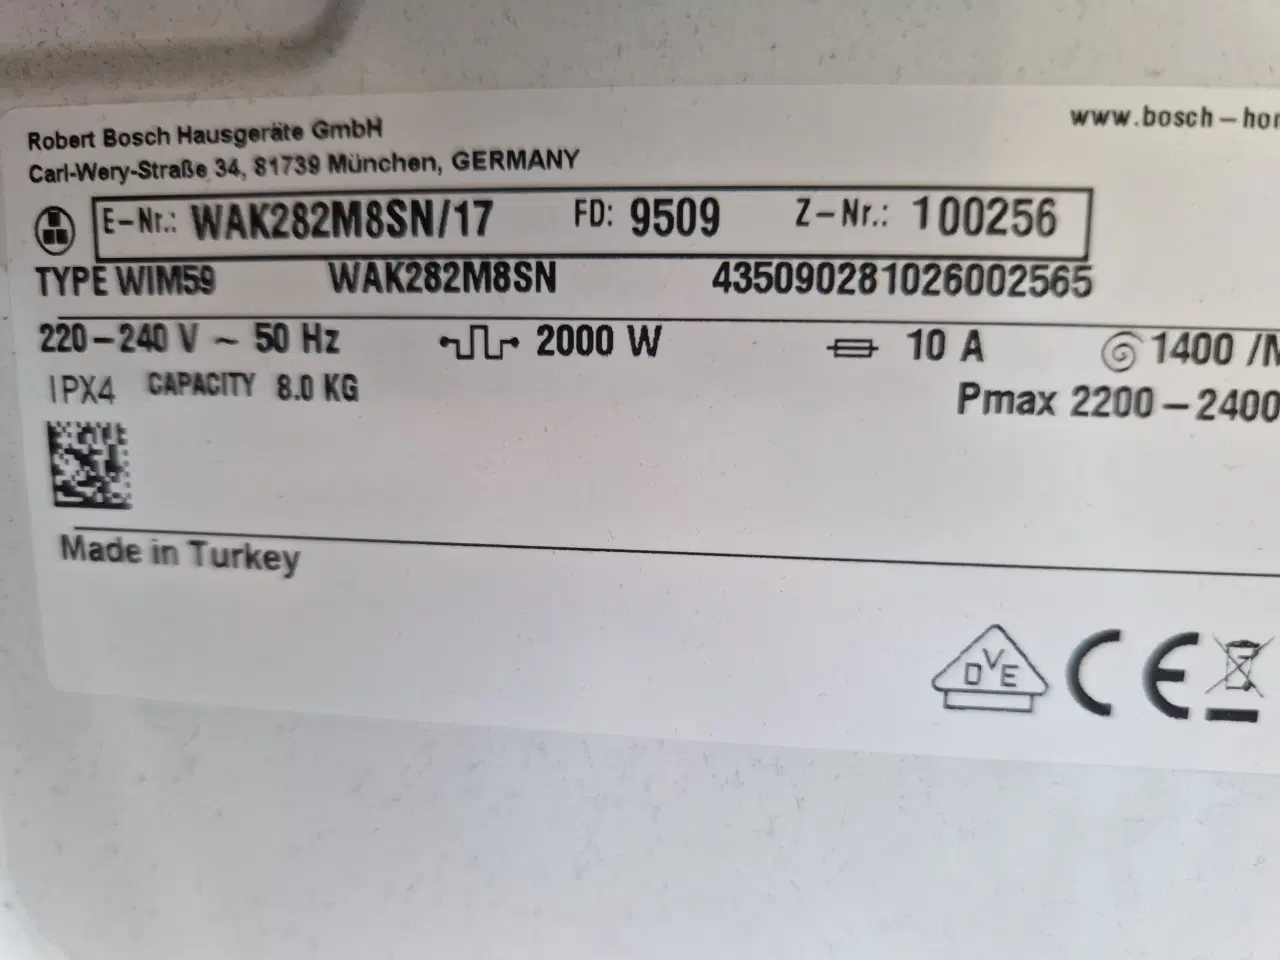 Robert Bosch Hausgeräte GmbH
Carl-Wery-Straße 34, 81739 München, GERMANY
www.bosch-hor
E-Nr.: WAK282M8SN/17 FD: 9509 Z-Nr.: 100256
TYPE WIM59 WAK282M8SN 435090281026002565
220-240 V ~ 50 Hz 2000 W 10 A 1400 /M
IPX4 CAPACITY 8.0 KG Pmax 2200-2400
Made in Turkey
DVE CE